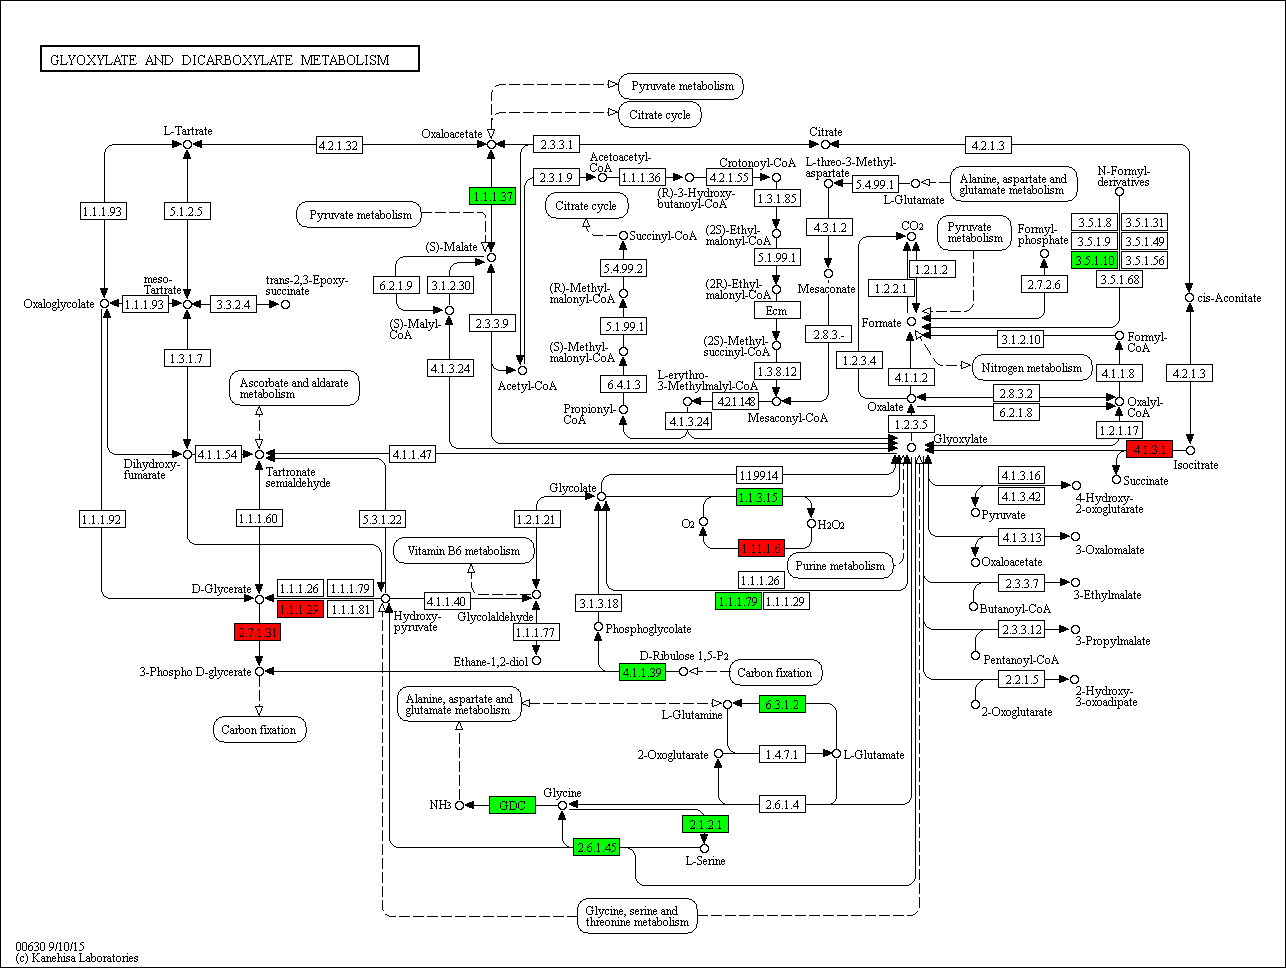 GLYOXYLATE AND DICARBOXYLATE METABOLISM
Pyruvate metabolism
Citrate cycle
L-Tartrate
4.2.1.32
Oxaloacetate
2.3.3.1
Citrate
4.2.1.3
Acetoacetyl-
CoA
2.3.1.9
1.1.1.36
Crotonoyl-CoA
4.2.1.55
(R)-3-Hydroxy-
butanoyl-CoA
L-threo-3-Methyl-
aspartate
5.4.99.1
L-Glutamate
Alanine, aspartate and
glutamate metabolism
N-Formyl-
derivatives
1.1.1.37
1.3.1.85
1.1.1.93
5.1.2.5
Pyruvate metabolism
Citrate cycle
4.3.1.2
CO2
Pyruvate
metabolism
Formyl-
phosphate
3.5.1.8
3.5.1.31
3.5.1.9
3.5.1.49
3.5.1.10
3.5.1.56
3.5.1.68
(S)-Malate
Succinyl-CoA
(2S)-Ethyl-
malonyl-CoA
5.1.99.1
5.4.99.2
1.2.1.2
1.2.2.1
2.7.2.6
meso-
Tartrate
trans-2,3-Epoxy-
succinate
6.2.1.9
3.1.2.30
(R)-Methyl-
malonyl-CoA
(2R)-Ethyl-
malonyl-CoA
Mesaconate
Oxaloglycolate
1.1.1.93
3.3.2.4
cis-Aconitate
(S)-Malyl-
CoA
2.3.3.9
5.1.99.1
Ecm
2.8.3.-
Formate
3.1.2.10
Formyl-
CoA
(S)-Methyl-
malonyl-CoA
(2S)-Methyl-
succinyl-CoA
1.3.1.7
4.1.3.24
1.3.8.12
1.2.3.4
4.1.1.2
Nitrogen metabolism
4.1.1.8
4.2.1.3
Acetyl-CoA
6.4.1.3
L-erythro-
3-Methylmalyl-CoA
4.2.1.148
Mesaconyl-CoA
Ascorbate and aldarate
metabolism
2.8.3.2
6.2.1.8
Oxalate
Oxalyl-
CoA
Propionyl-
CoA
4.1.3.24
1.2.3.5
1.2.1.17
Glyoxylate
4.1.3.1
Isocitrate
Succinate
4.1.1.54
4.1.1.47
Dihydroxy-
fumarate
Tartronate
semialdehyde
1.1.99.14
Glycolate
1.1.3.15
4.1.3.16
4.1.3.42
4-Hydroxy-
2-oxoglutarate
Pyruvate
1.1.1.92
1.1.1.60
5.3.1.22
1.2.1.21
O2
H2O2
1.11.1.6
4.1.3.13
3-Oxalomalate
Oxaloacetate
Vitamin B6 metabolism
Purine metabolism
D-Glycerate
1.1.1.26
1.1.1.79
1.1.1.29
1.1.1.81
Hydroxy-
pyruvate
4.1.1.40
Glycolaldehyde
1.1.1.26
1.1.1.79
1.1.1.29
2.3.3.7
3-Ethylmalate
Butanoyl-CoA
3.1.3.18
2.7.1.31
1.1.1.77
Phosphoglycolate
2.3.3.12
3-Propylmalate
Pentanoyl-CoA
Ethane-1,2-diol
D-Ribulose 1,5-P2
3-Phospho D-glycerate
4.1.1.39
Carbon fixation
2.2.1.5
2-Hydroxy-
3-oxoadipate
2-Oxoglutarate
Alanine, aspartate and
glutamate metabolism
6.3.1.2
L-Glutamine
Carbon fixation
2-Oxoglutarate
1.4.7.1
L-Glutamate
NH3
GDC
Glycine
2.6.1.4
2.1.2.1
2.6.1.45
L-Serine
Glycine, serine and
threonine metabolism
00630 9/10/15
(c) Kanehisa Laboratories